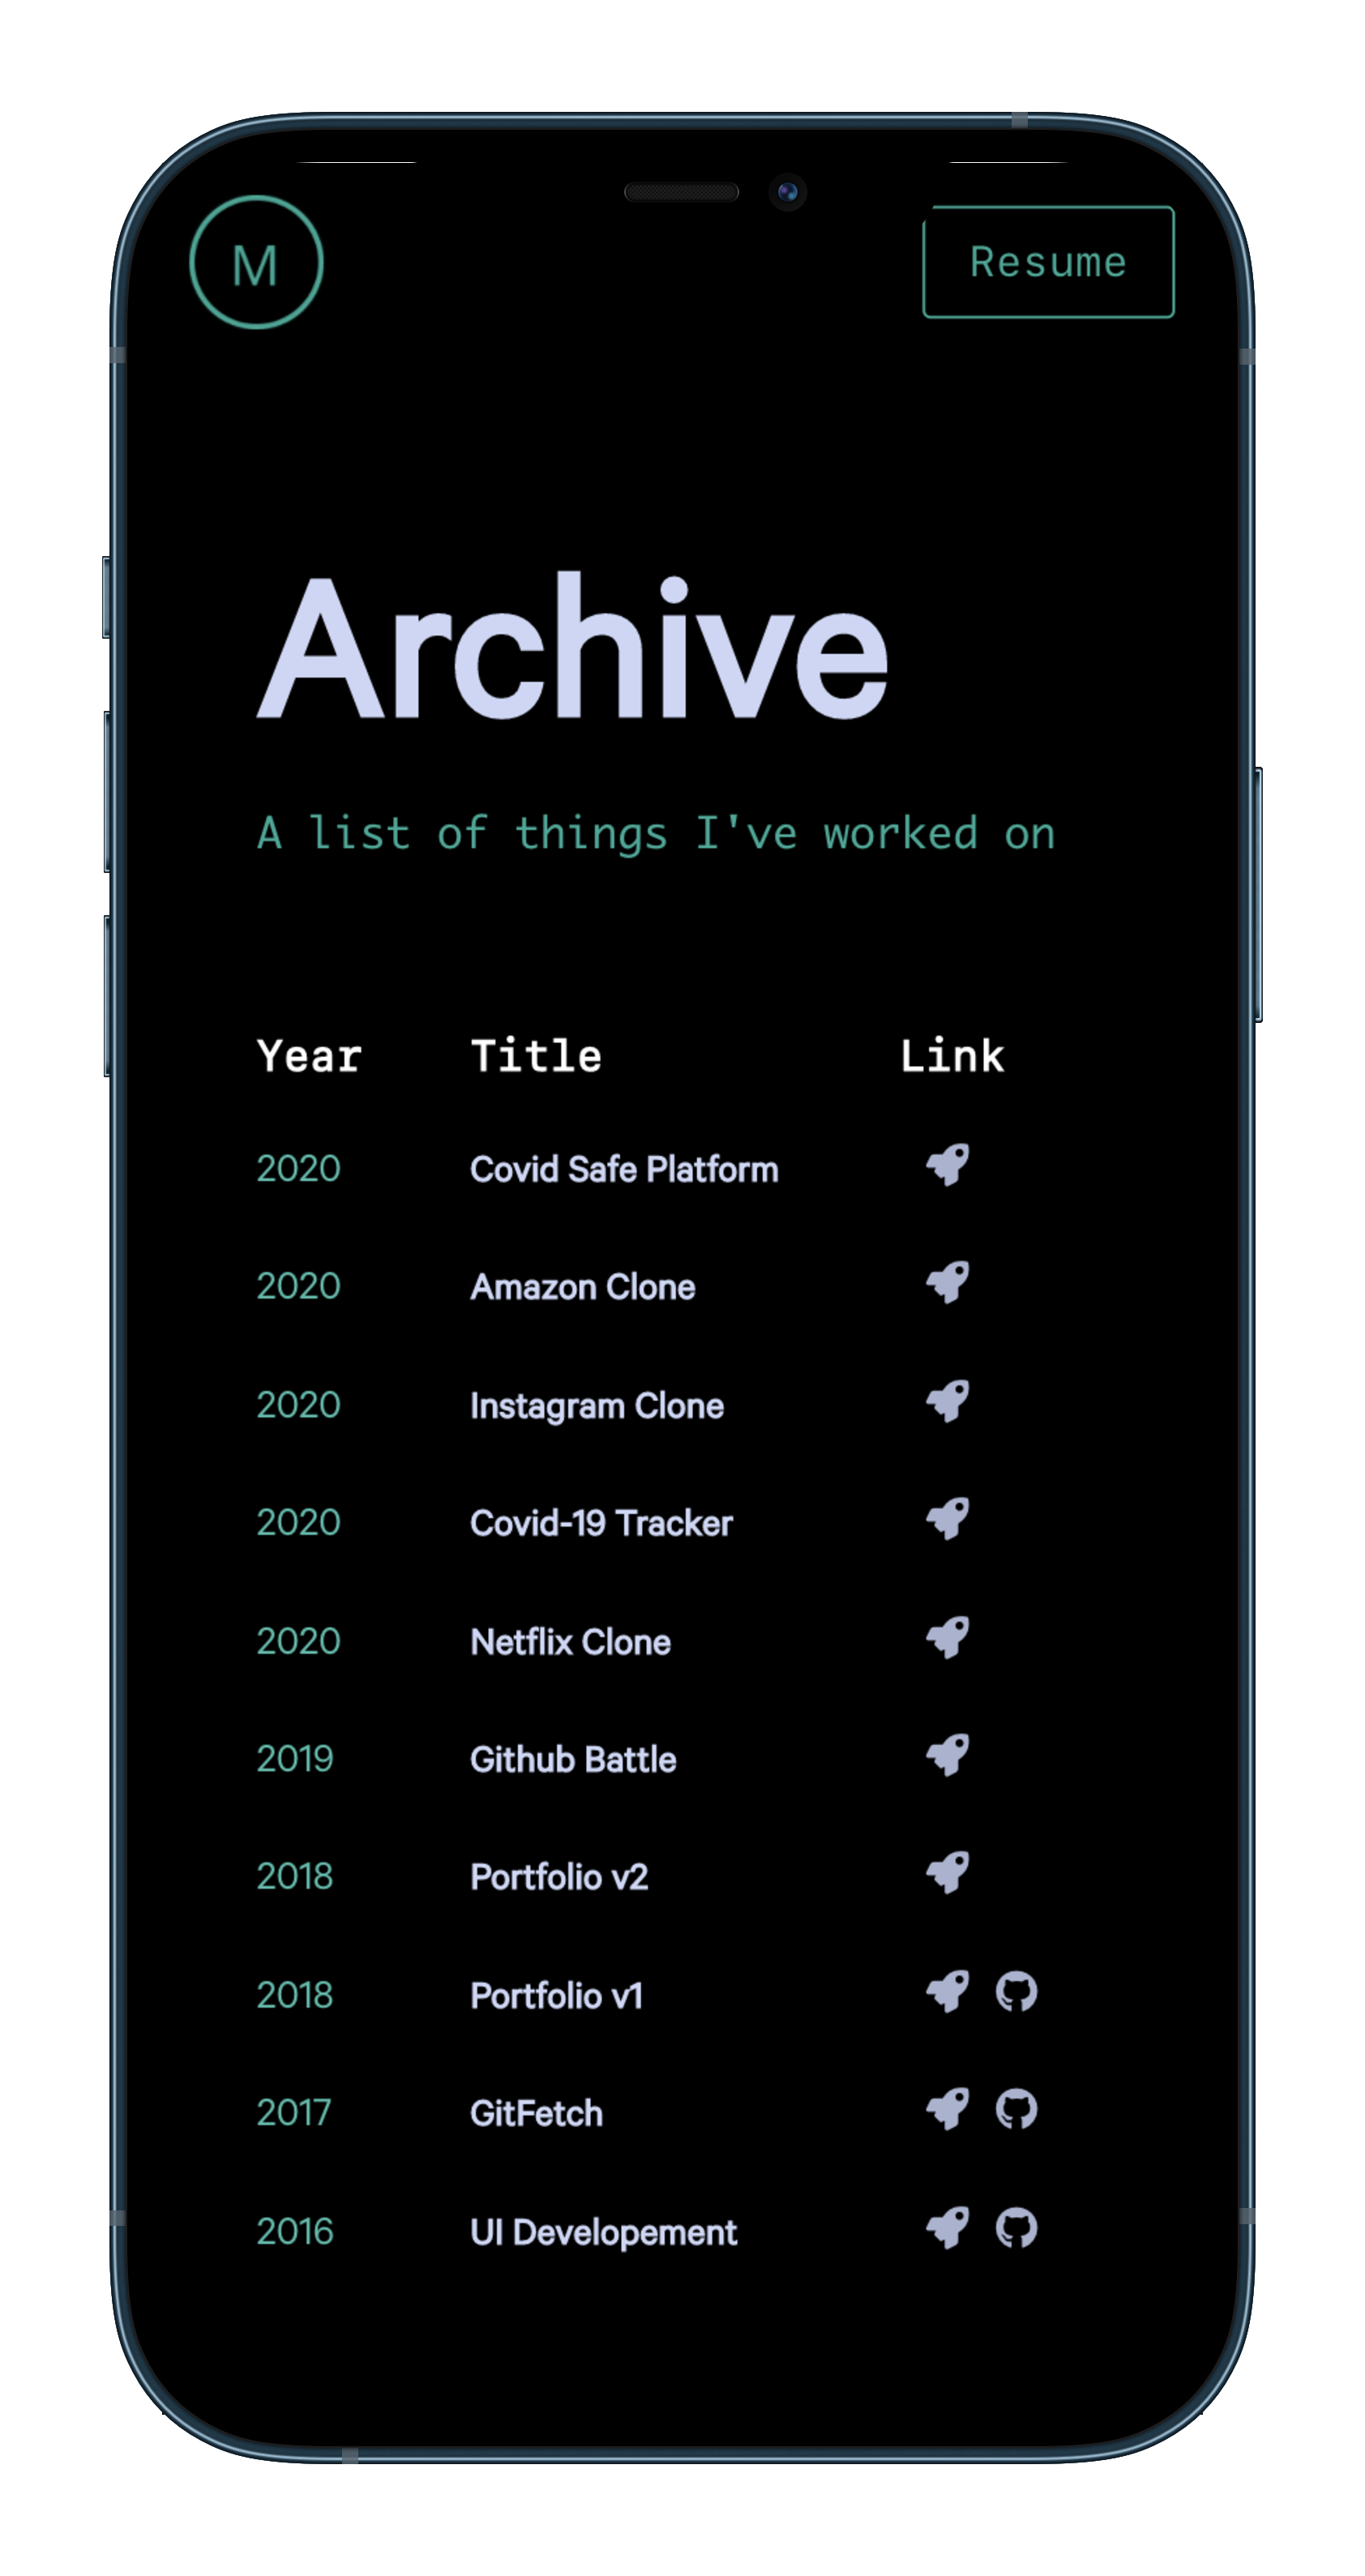 M
Resume
Archive
A list of things I've worked on
Year Title Link
2020 Covid Safe Platform
2020 Amazon Clone
2020 Instagram Clone
2020 Covid-19 Tracker
2020 Netflix Clone
2019 Github Battle
2018 Portfolio v2
2018 Portfolio v1
2017 GitFetch
2016 UI Developement